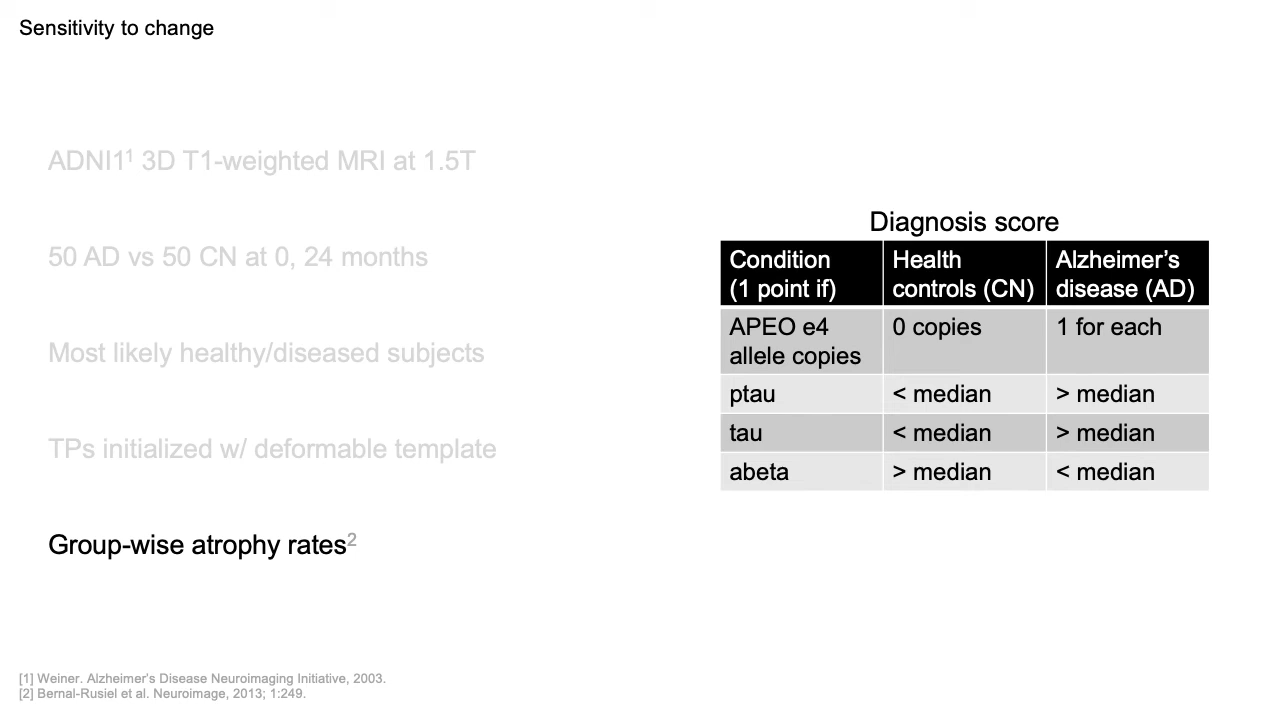 Sensitivity to change
ADNI1¹ 3D T1-weighted MRI at 1.5T
50 AD vs 50 CN at 0, 24 months
Most likely healthy/diseased subjects
TPs initialized w/ deformable template
Group-wise atrophy rates²
Diagnosis score
Condition (1 point if) Health controls (CN) Alzheimer's disease (AD)
APEO e4 allele copies 0 copies 1 for each
ptau < median > median
tau < median > median
abeta > median < median
[1] Weiner. Alzheimer's Disease Neuroimaging Initiative, 2003.
[2] Bernal-Rusiel et al. Neuroimage, 2013; 1:249.